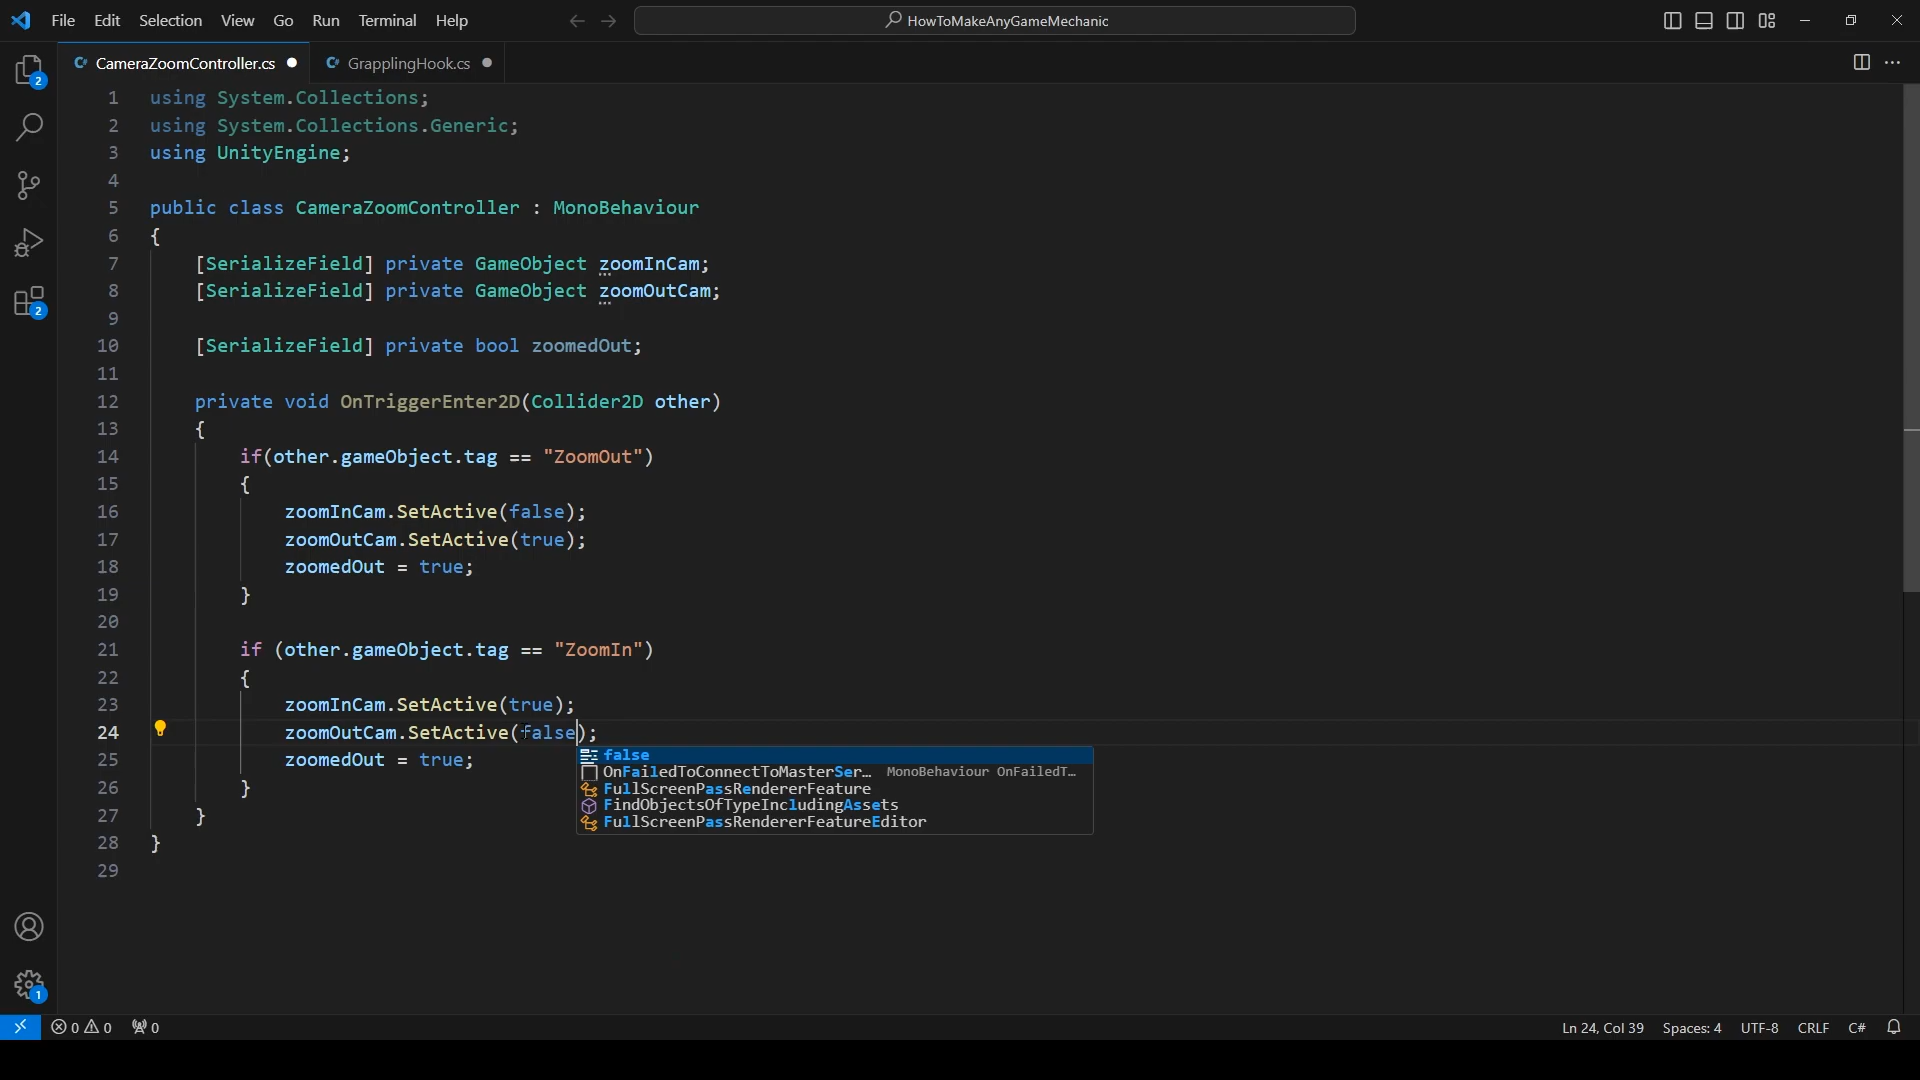 File Edit Selection View Go Run Terminal Help HowToMakeAnyGameMechanic
CameraZoomController.cs GrapplingHook.cs
2
2
1
1 using System.Collections;
2 using System.Collections.Generic;
3 using UnityEngine;
4
5 public class CameraZoomController : MonoBehaviour
6 {
7 [SerializeField] private GameObject zoomInCam;
8 [SerializeField] private GameObject zoomOutCam;
9
10 [SerializeField] private bool zoomedOut;
11
12 private void OnTriggerEnter2D(Collider2D other)
13 {
14 if(other.gameObject.tag == "ZoomOut")
15 {
16 zoomInCam.SetActive(false);
17 zoomOutCam.SetActive(true);
18 zoomedOut = true;
19 }
20
21 if (other.gameObject.tag == "ZoomIn")
22 {
23 zoomInCam.SetActive(true);
24 zoomOutCam.SetActive(false);
25 zoomedOut = true;
26 }
27 }
28 }
29
false
OnFailedToConnectToMasterSer… MonoBehaviour OnFailedT…
FullScreenPassRendererFeature
FindObjectsOfTypeIncludingAssets
FullScreenPassRendererFeatureEditor
0 0 0 Ln 24, Col 39 Spaces: 4 UTF-8 CRLF C#